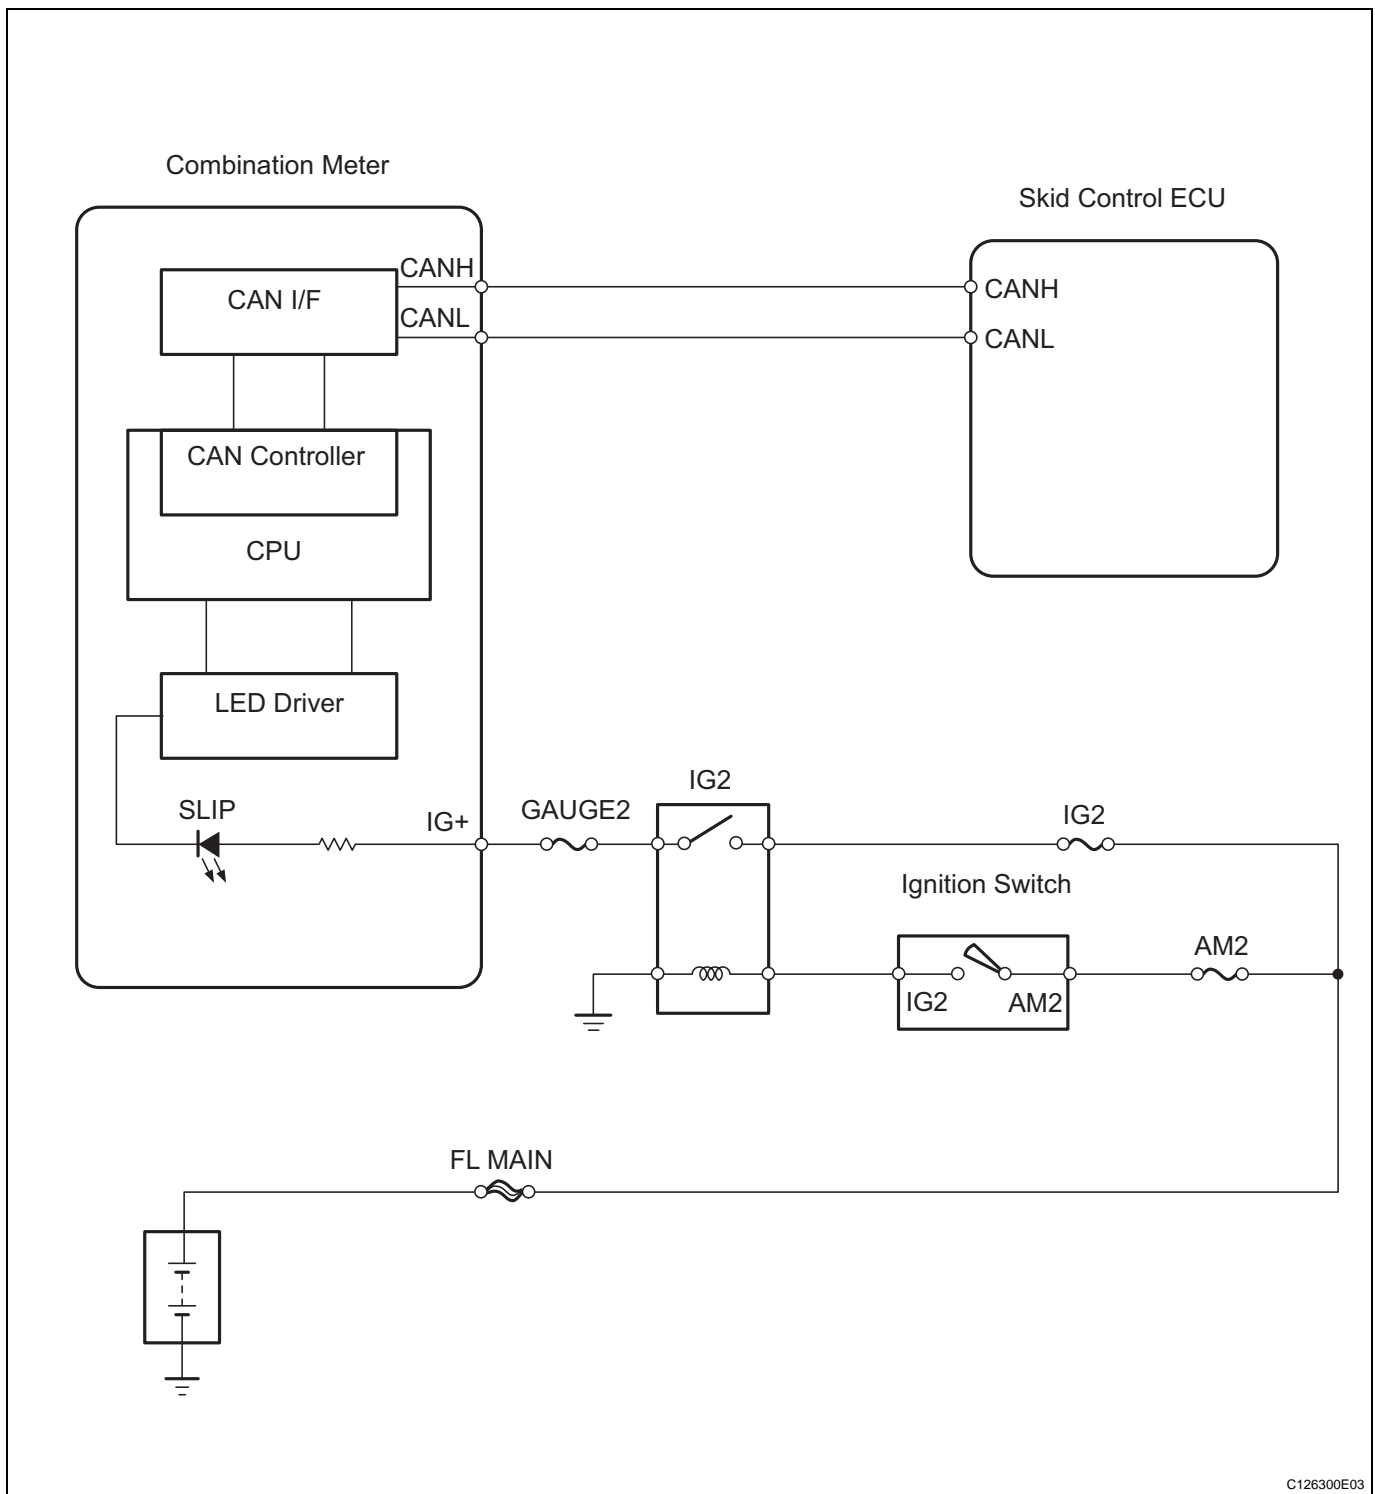 Combination Meter
Skid Control ECU
CANH
CAN I/F
CANH
CANL
CANL
CAN Controller
CPU
LED Driver
IG2
SLIP
IG+
GAUGE2
IG2
Ignition Switch
AM2
IG2
AM2
FL MAIN
C126300E03